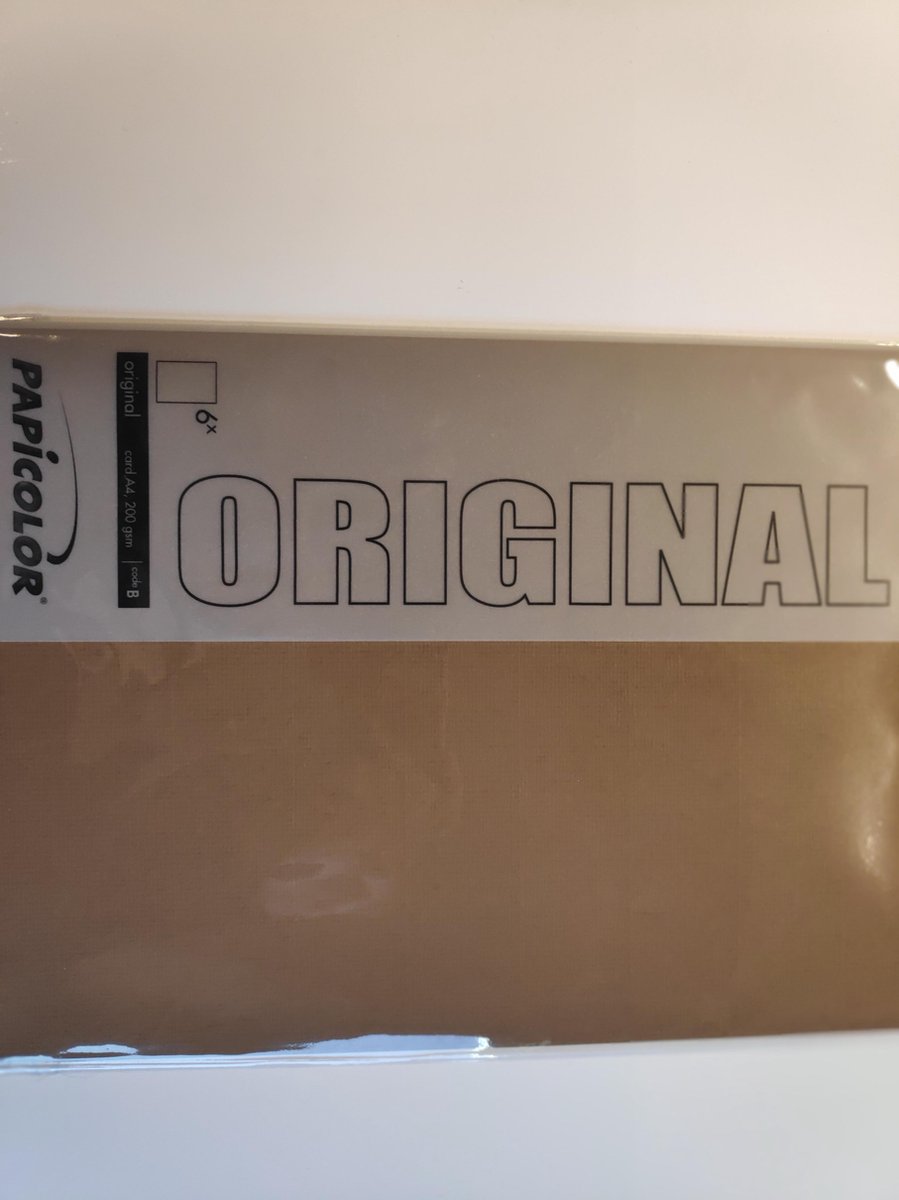 PAPiCOLOR®
original card A4, 200 gsm | code B
6x
ORIGINAL